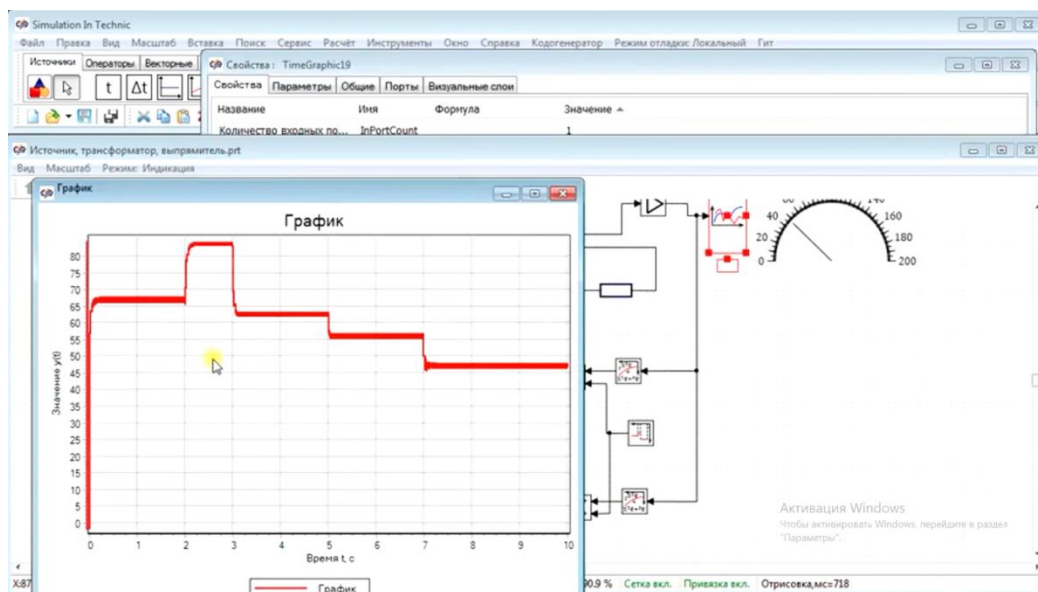 Simulation In Technic
Файл Правка Вид Масштаб Вставка Поиск Сервис Расчёт Инструменты Окно Справка Кодогенератор Режим отладки: Локальный Гит
Источники Операторы Векторные
Свойства: TimeGraphic19
Свойства Параметры Общие Порты Визуальные слои
t Δt
Название Имя Формула Значение
Количество входных по... InPortCount 1
Источник, трансформатор, выпрямитель.prt
Вид Масштаб Режим: Индикация
График
График
80
75
70
65
60
55
50
45
40
35
30
25
20
15
10
5
0
Значение y(t)
0 1 2 3 4 5 6 7 8 9 10
Время t, с
График
40 160
20 180
0 200
Активация Windows
Чтобы активировать Windows, перейдите в раздел
"Параметры".
X:87 90.9 % Сетка вкл. Привязка вкл. Отрисовка,мс=718